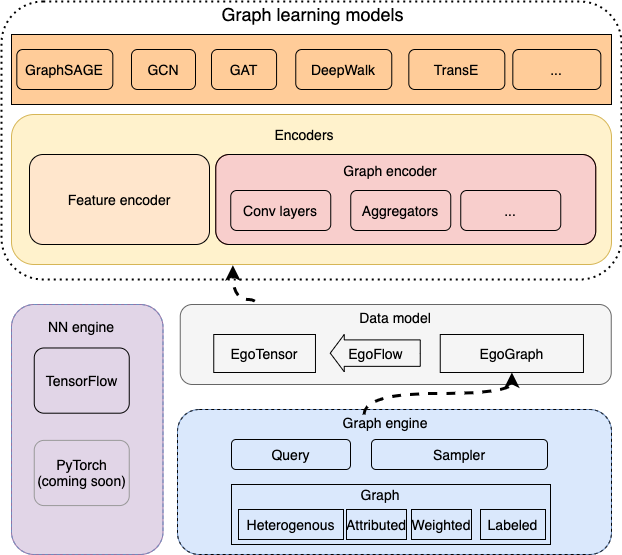 Graph learning models
GraphSAGE
GCN
GAT
DeepWalk
TransE
...
Encoders
Feature encoder
Graph encoder
Conv layers
Aggregators
...
NN engine
TensorFlow
PyTorch
(coming soon)
Data model
EgoTensor
EgoFlow
EgoGraph
Graph engine
Query
Sampler
Graph
Heterogenous
Attributed
Weighted
Labeled